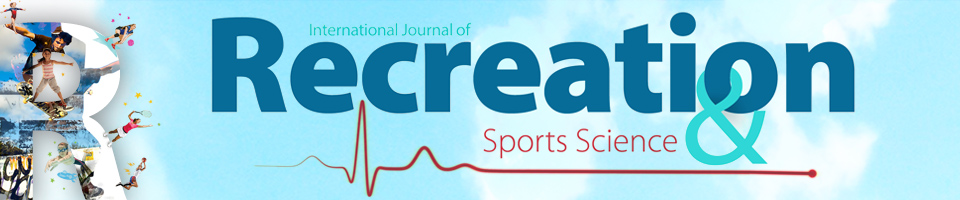 International Journal of
Recreation
& Sports Science